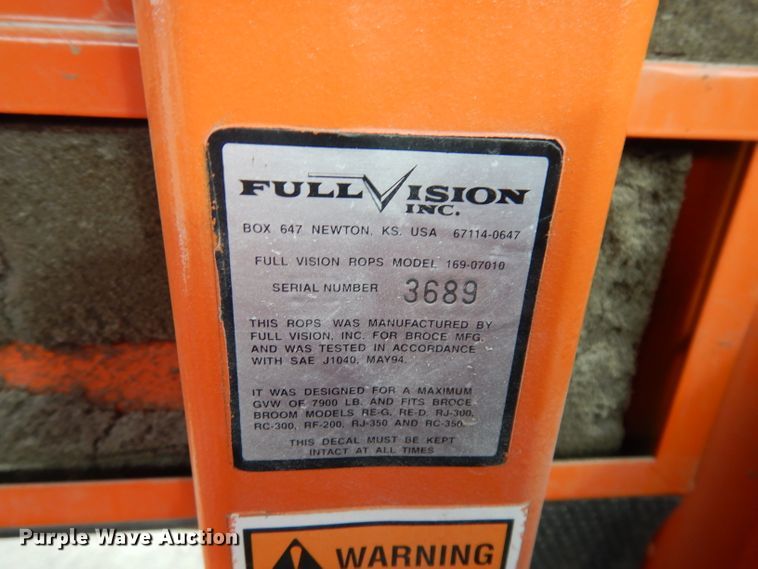 FULL VISION
INC.
BOX 647 NEWTON, KS. USA 67114-0647
FULL VISION ROPS MODEL 169-07010
SERIAL NUMBER 3689
THIS ROPS WAS MANUFACTURED BY
FULL VISION, INC. FOR BROCE MFG.
AND WAS TESTED IN ACCORDANCE
WITH SAE J1040, MAY94.
IT WAS DESIGNED FOR A MAXIMUM
GVW OF 7900 LB. AND FITS BROCE
BROOM MODELS RE-G, RE-D, RJ-300,
RC-300, RF-200, RJ-350 AND RC-350.
THIS DECAL MUST BE KEPT
INTACT AT ALL TIMES
WARNING
Purple Wave Auction